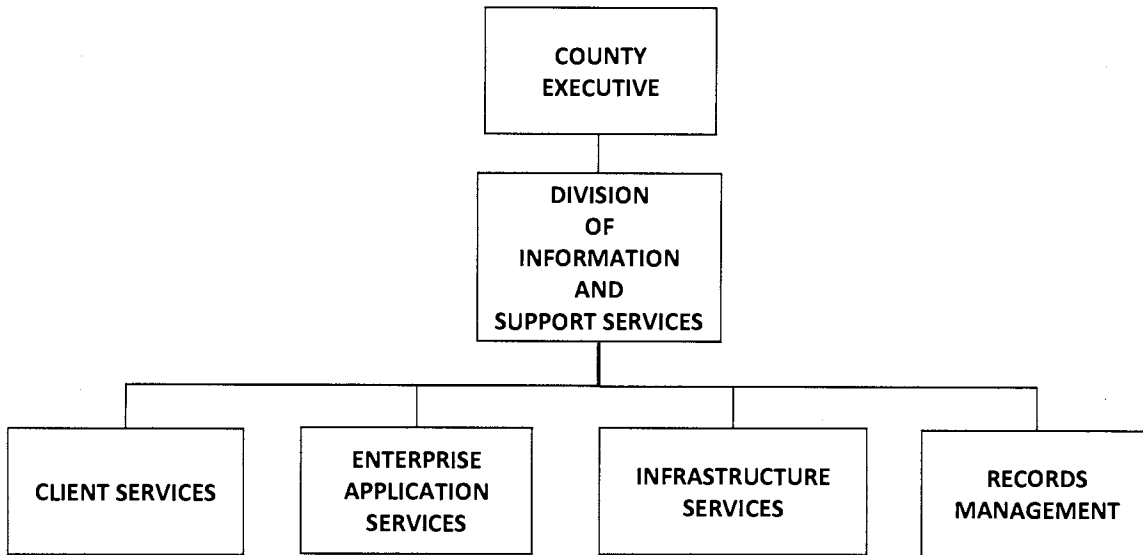 COUNTY
EXECUTIVE
DIVISION
OF
INFORMATION
AND
SUPPORT SERVICES
CLIENT SERVICES
ENTERPRISE
APPLICATION
SERVICES
INFRASTRUCTURE
SERVICES
RECORDS
MANAGEMENT